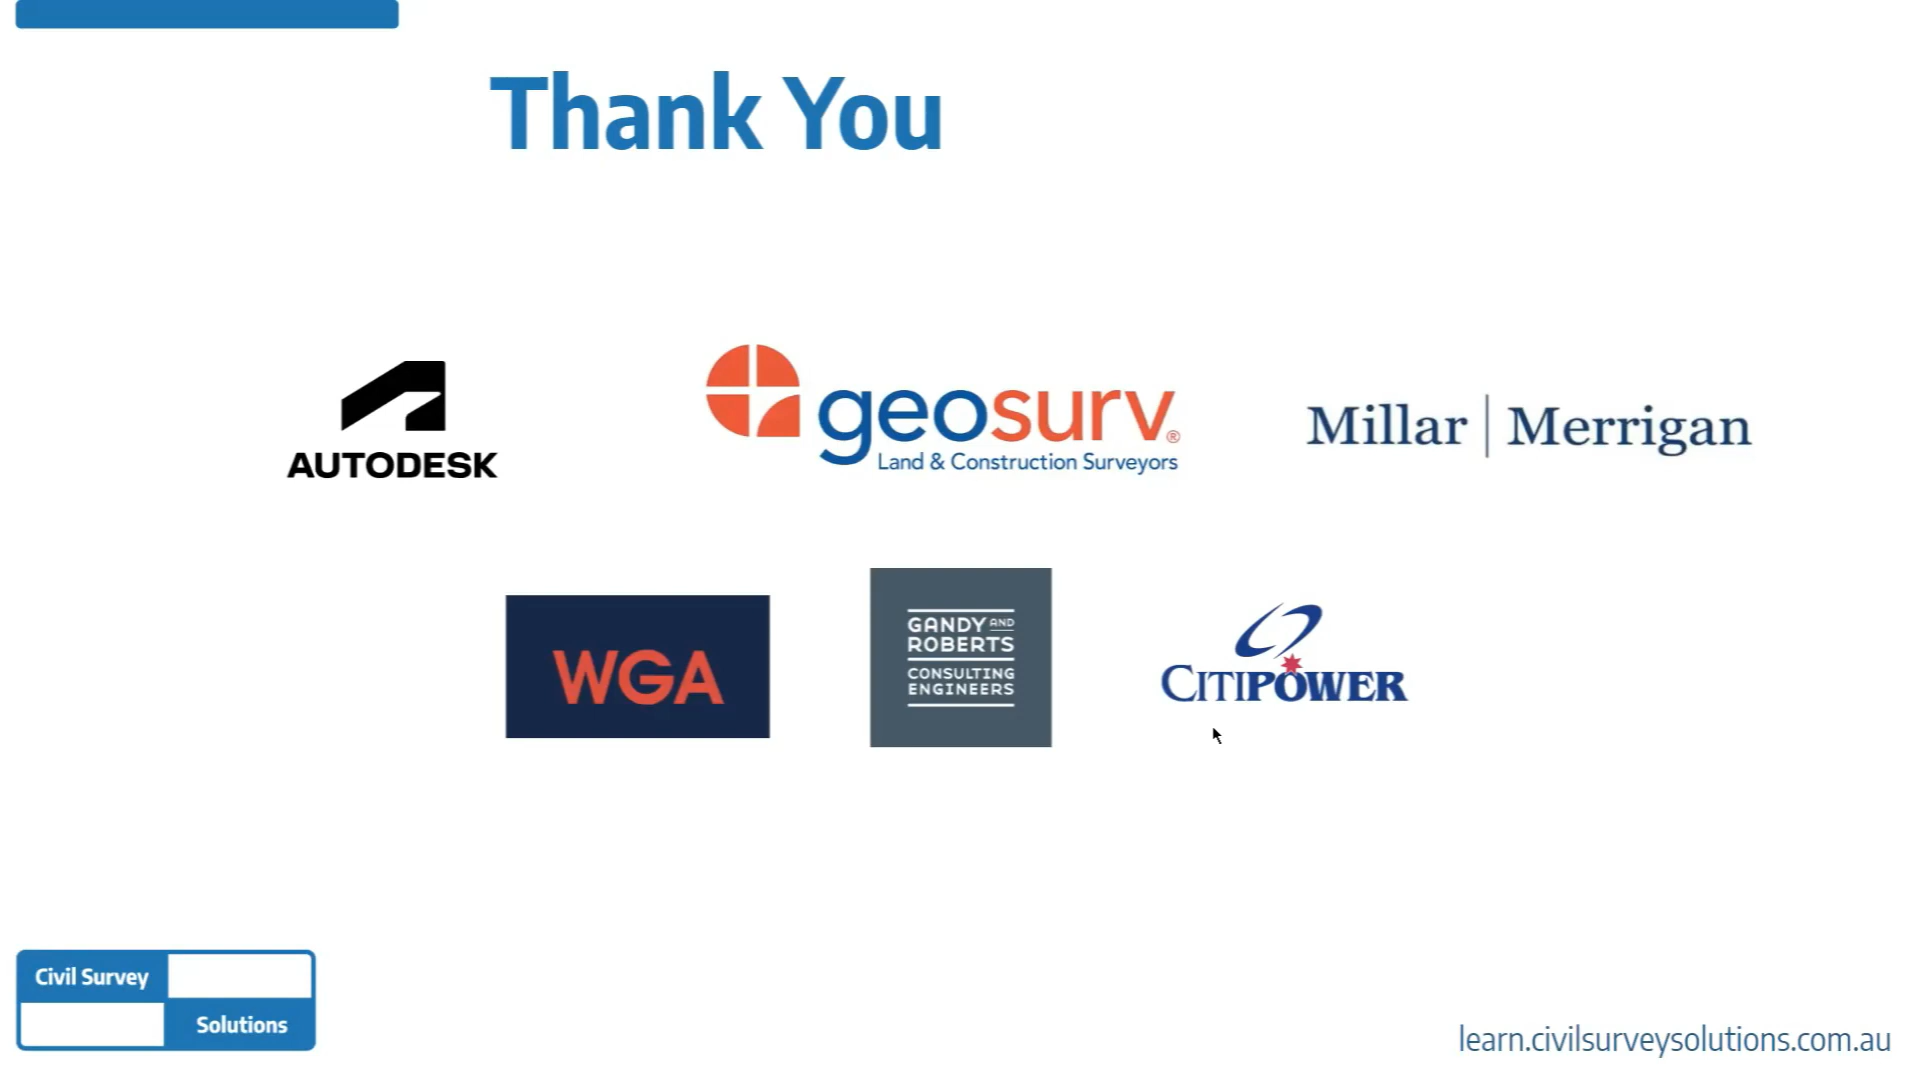 Thank You
AUTODESK
geosurv®
Land & Construction Surveyors
Millar | Merrigan
WGA
GANDY AND
ROBERTS
CONSULTING
ENGINEERS
CITIPOWER
Civil Survey
Solutions
learn.civilsurveysolutions.com.au